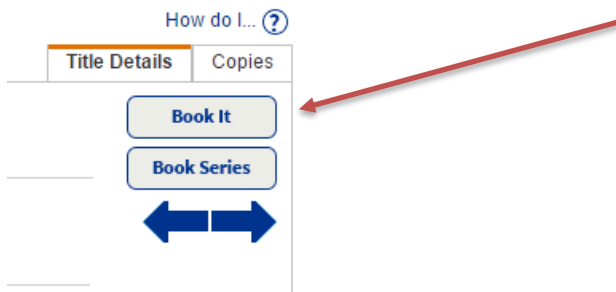 How do I... ?
Title Details Copies
Book It
Book Series